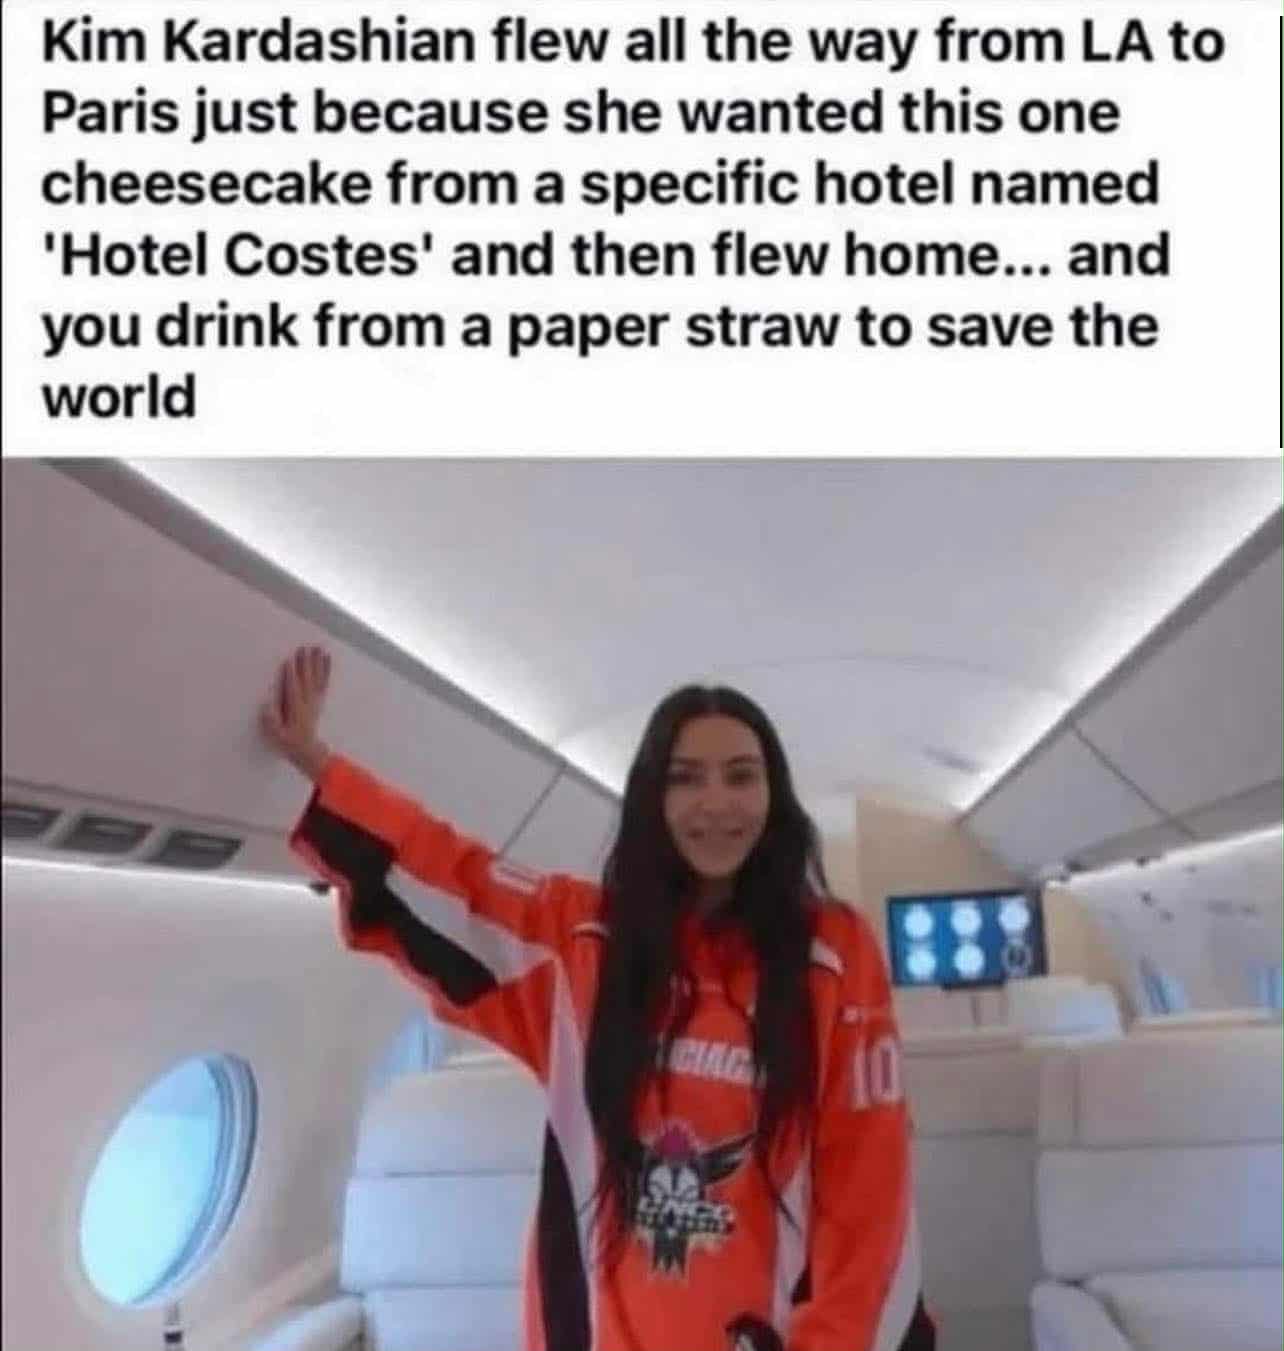 Kim Kardashian flew all the way from LA to
Paris just because she wanted this one
cheesecake from a specific hotel named
'Hotel Costes' and then flew home... and
you drink from a paper straw to save the
world
10